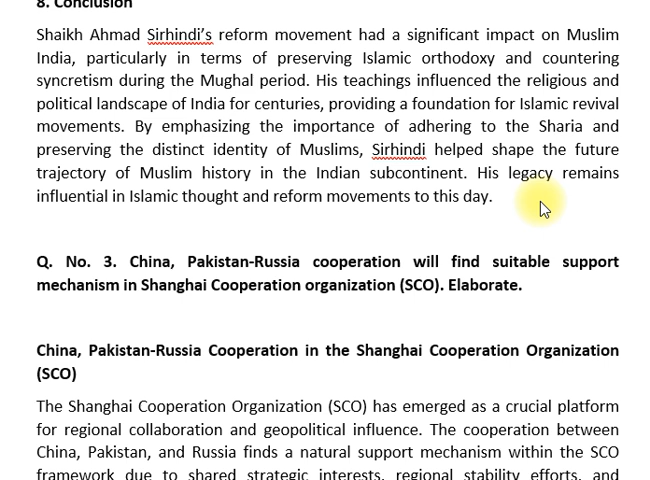 8. Conclusion
Shaikh Ahmad Sirhindi's reform movement had a significant impact on Muslim
India, particularly in terms of preserving Islamic orthodoxy and countering
syncretism during the Mughal period. His teachings influenced the religious and
political landscape of India for centuries, providing a foundation for Islamic revival
movements. By emphasizing the importance of adhering to the Sharia and
preserving the distinct identity of Muslims, Sirhindi helped shape the future
trajectory of Muslim history in the Indian subcontinent. His legacy remains
influential in Islamic thought and reform movements to this day.
Q. No. 3. China, Pakistan-Russia cooperation will find suitable support
mechanism in Shanghai Cooperation organization (SCO). Elaborate.
China, Pakistan-Russia Cooperation in the Shanghai Cooperation Organization
(SCO)
The Shanghai Cooperation Organization (SCO) has emerged as a crucial platform
for regional collaboration and geopolitical influence. The cooperation between
China, Pakistan, and Russia finds a natural support mechanism within the SCO
framework due to shared strategic interests, regional stability efforts, and